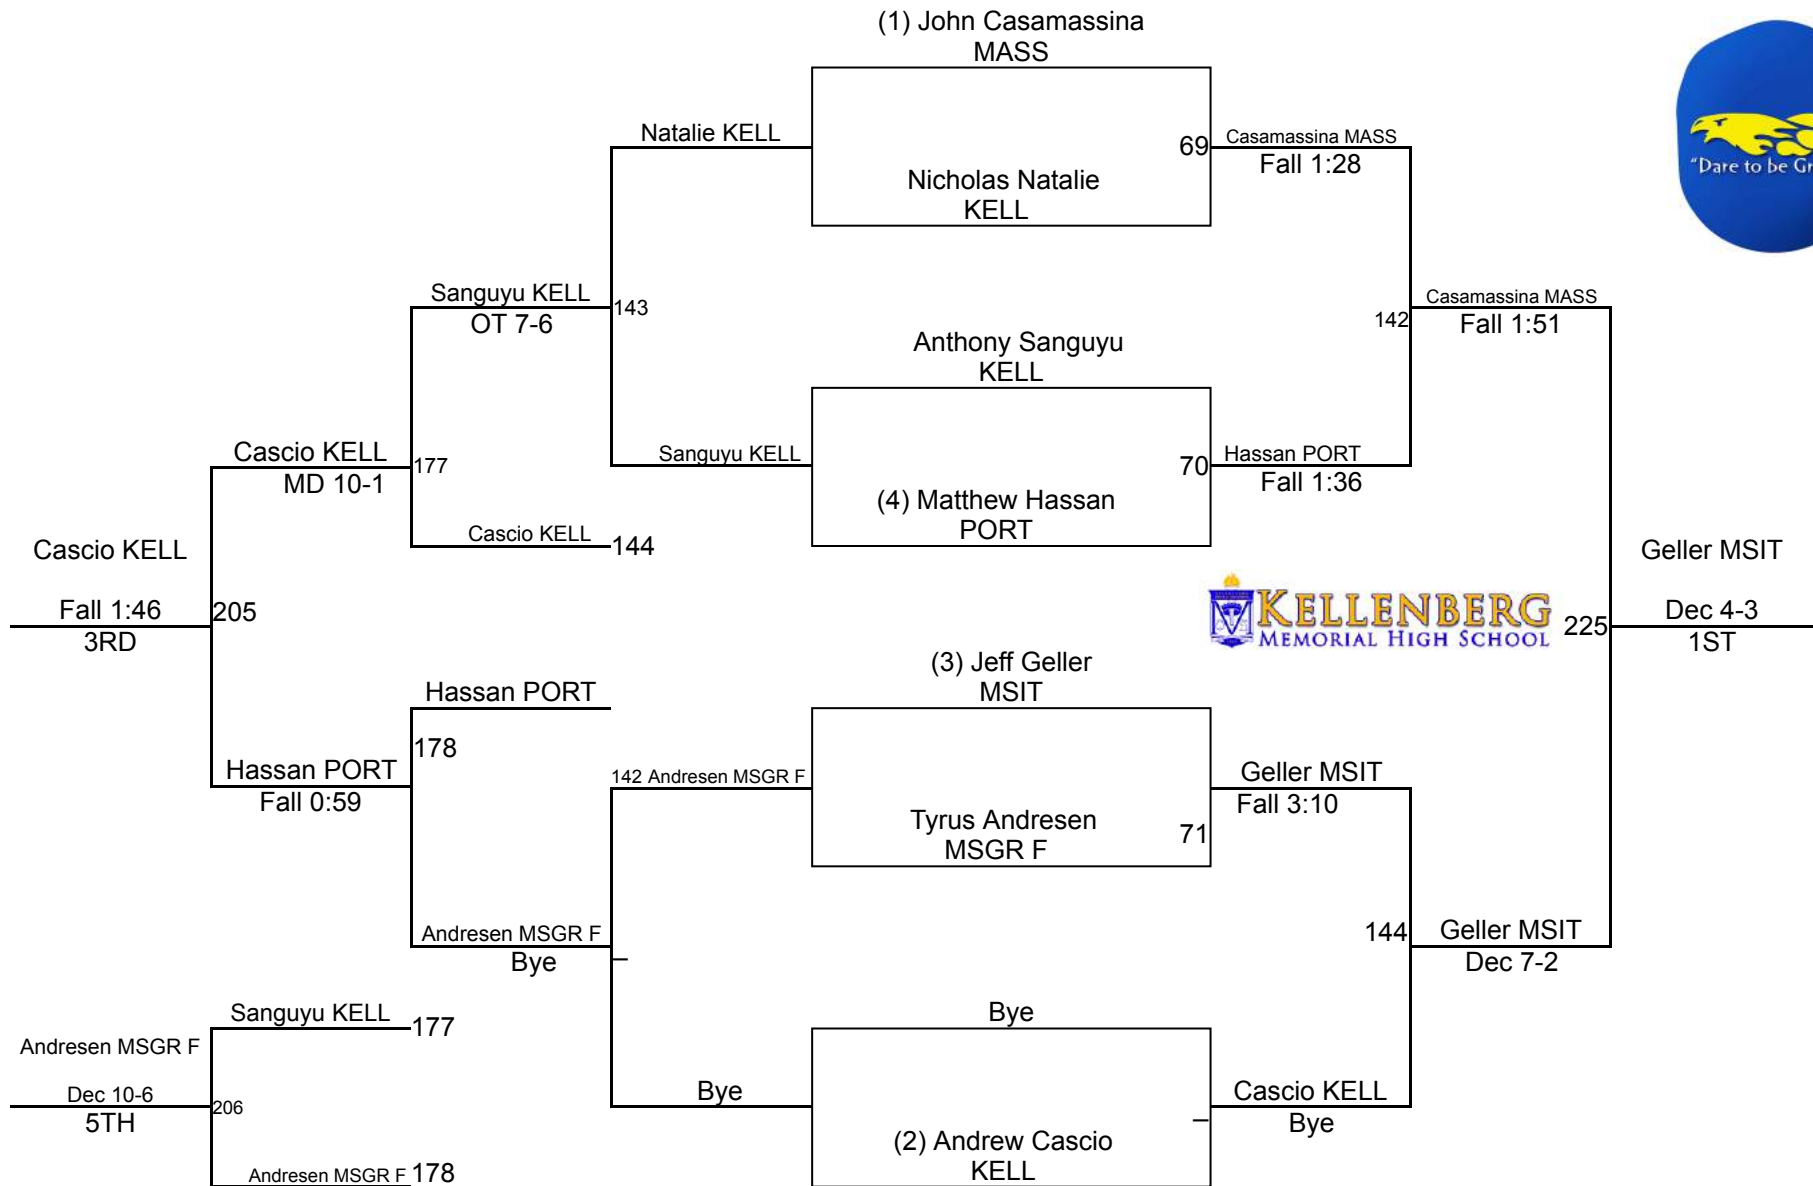 (1) John Casamassina
MASS
Natalie KELL
69
Casamassina MASS
Fall 1:28
Nicholas Natalie
KELL
"Dare to be Gr
Sanguyu KELL
OT 7-6
143
142
Casamassina MASS
Fall 1:51
Anthony Sanguyu
KELL
Cascio KELL
MD 10-1
177
Sanguyu KELL
70
Hassan PORT
Fall 1:36
(4) Matthew Hassan
PORT
Cascio KELL
144
Cascio KELL
Fall 1:46
3RD
205
Geller MSIT
KELLENBERG
MEMORIAL HIGH SCHOOL
225
Dec 4-3
1ST
(3) Jeff Geller
MSIT
Hassan PORT
178
Hassan PORT
Fall 0:59
142 Andresen MSGR F
Geller MSIT
Fall 3:10
Tyrus Andresen
MSGR F
71
Andresen MSGR F
Bye
144
Geller MSIT
Dec 7-2
Sanguyu KELL
177
Bye
Andresen MSGR F
Dec 10-6
5TH
206
Bye
Cascio KELL
Bye
(2) Andrew Cascio
KELL
Andresen MSGR F
178